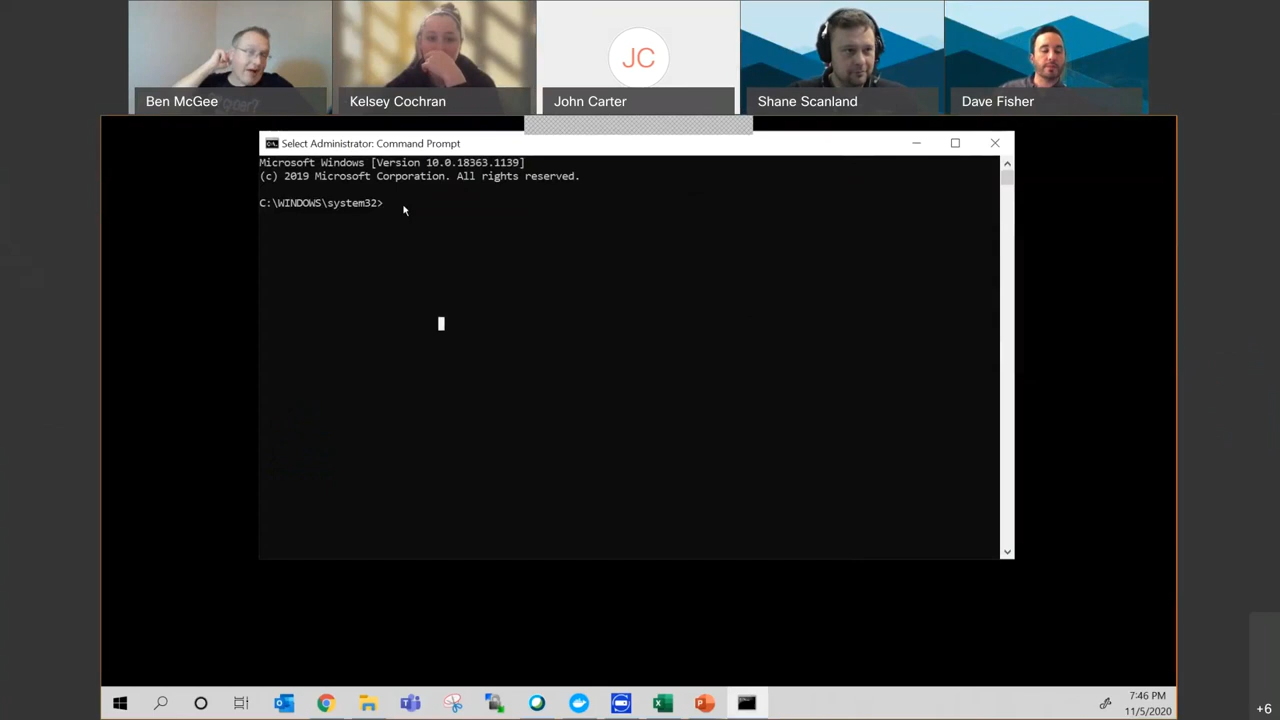 JC
Ben McGee
Kelsey Cochran
John Carter
Shane Scanland
Dave Fisher
Select Administrator: Command Prompt
Microsoft Windows [Version 10.0.18363.1139]
(c) 2019 Microsoft Corporation. All rights reserved.
C:\WINDOWS\system32>
7:46 PM
11/5/2020
+6